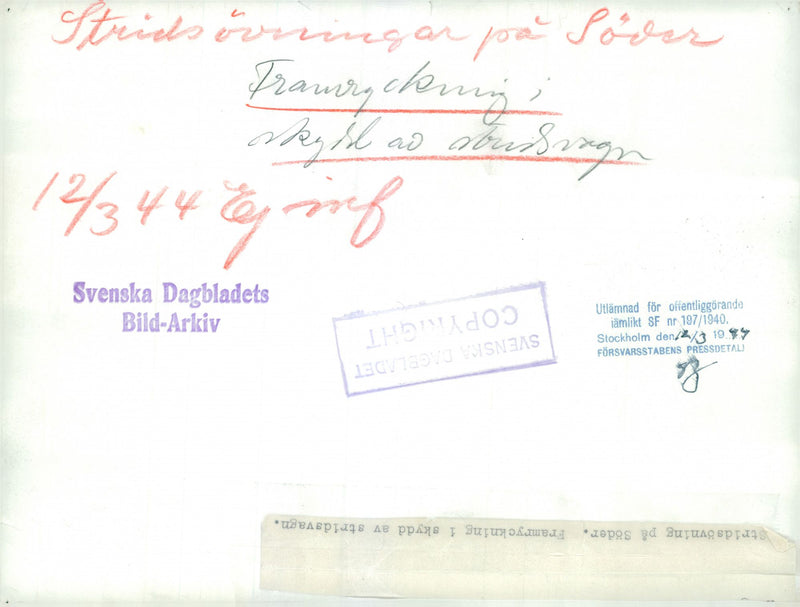 Stridsövningar på Söder
Framryckning i
skydd av stridsvagn
12/3 44 Ej inf
Svenska Dagbladets
Bild-Arkiv
SVENSKA DAGBLADET
COPYRIGHT
Utlämnad för offentliggörande
jämlikt SF nr 197/1940.
Stockholm den 12/3 1944
FÖRSVARSSTABENS PRESSDETALJ
Stridsövning på Söder. Framryckning i skydd av stridsvagn.